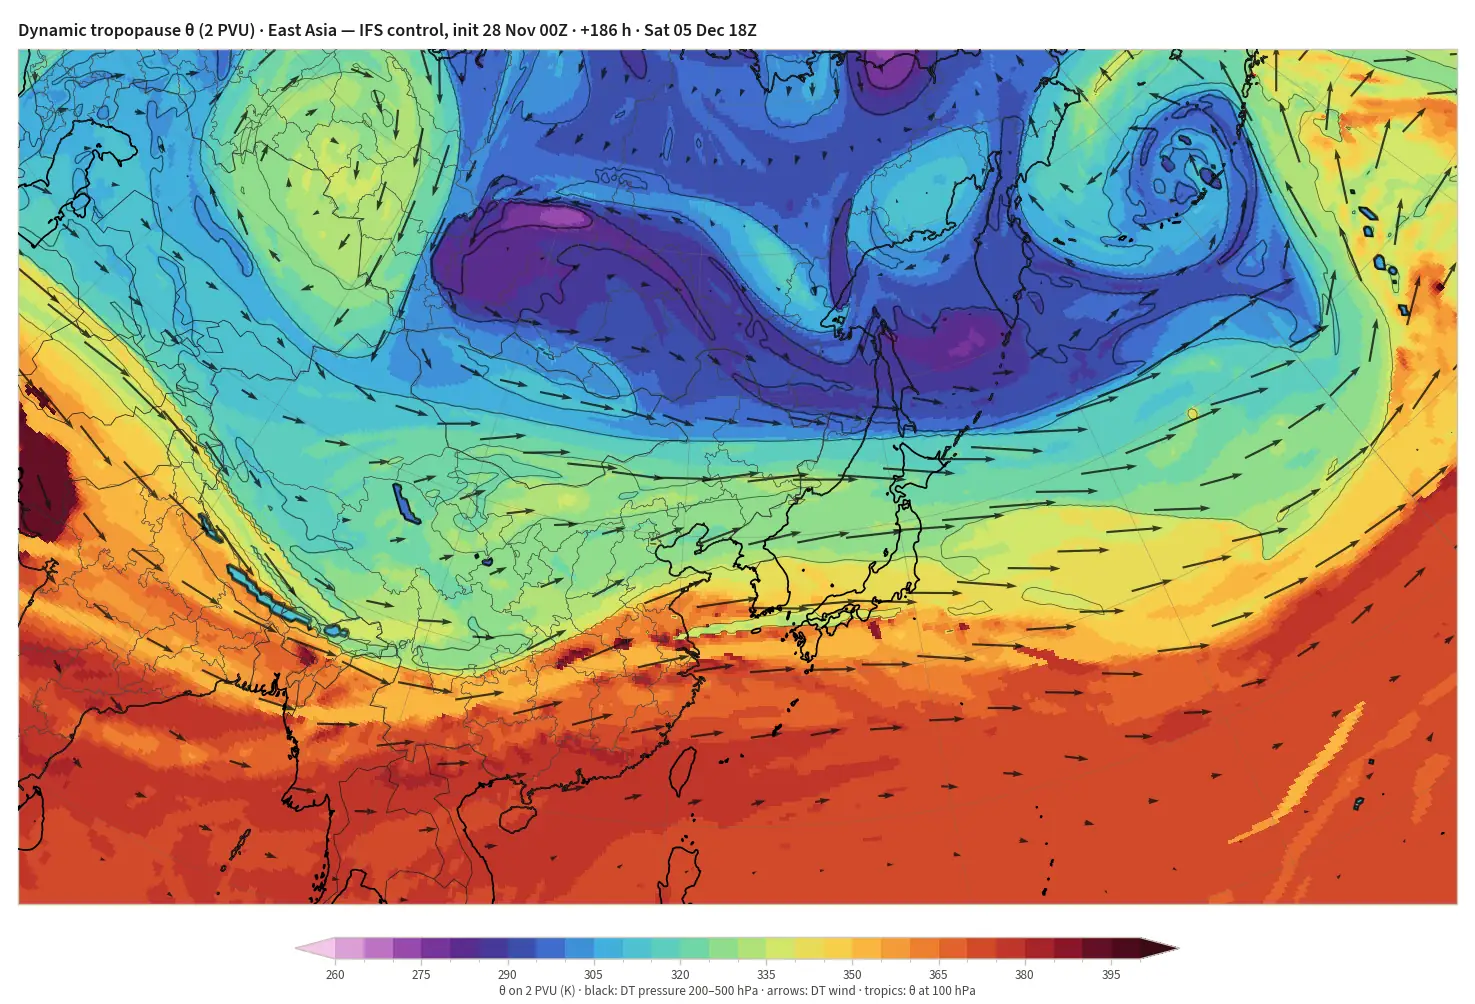 Dynamic tropopause θ (2 PVU) · East Asia — IFS control, init 28 Nov 00Z · +186 h · Sat 05 Dec 18Z
260 275 290 305 320 335 350 365 380 395
θ on 2 PVU (K) · black: DT pressure 200–500 hPa · arrows: DT wind · tropics: θ at 100 hPa